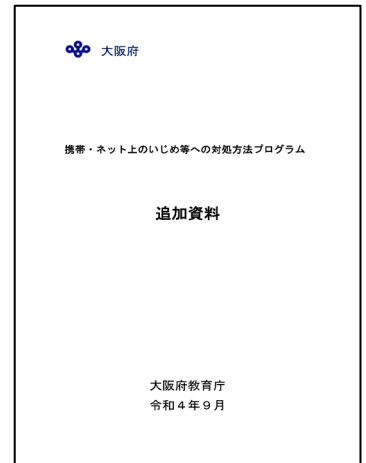 大阪府
携帯・ネット上のいじめ等への対処方法プログラム
追加資料
大阪府教育庁
令和４年９月